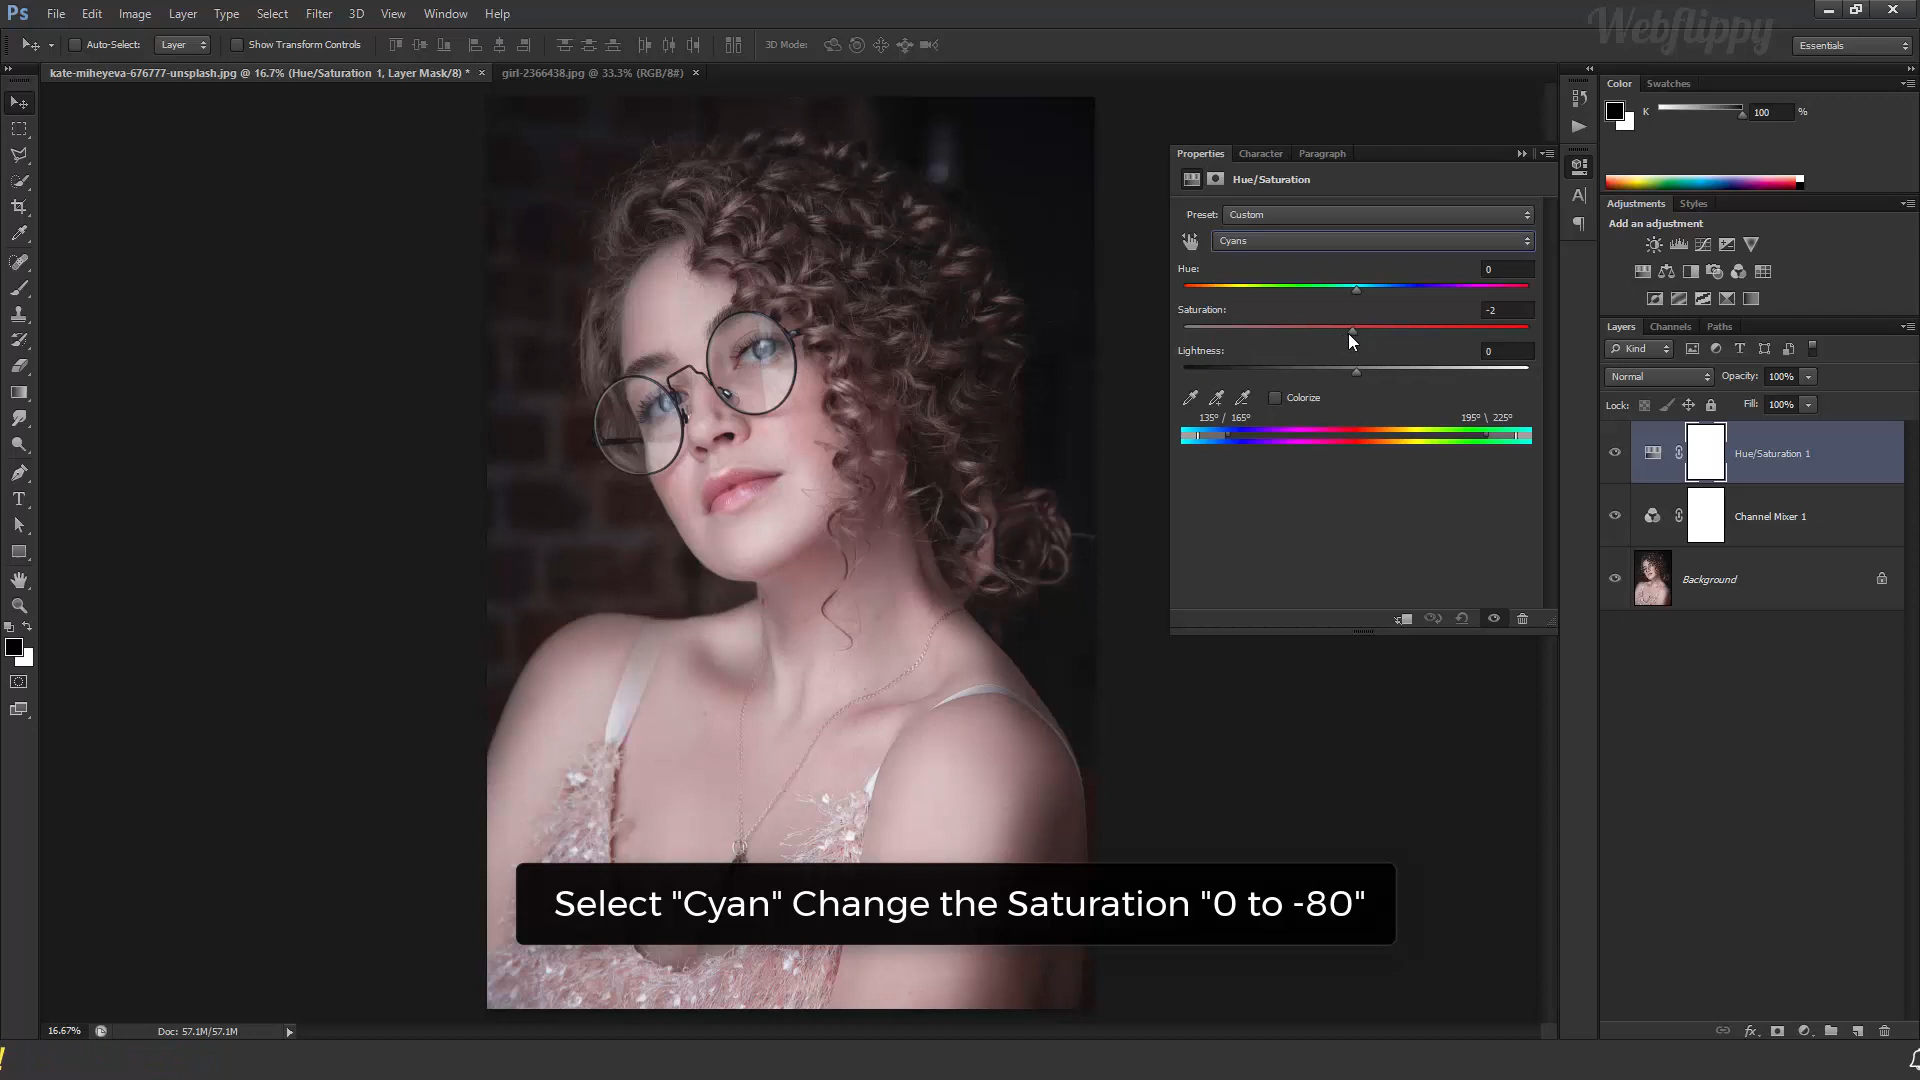 Ps File Edit Image Layer Type Select Filter 3D View Window Help
Webflippy
Auto-Select: Layer Show Transform Controls 3D Mode: Essentials
kate-miheyeva-676777-unsplash.jpg @ 16.7% (Hue/Saturation 1, Layer Mask/8) * × girl-2366438.jpg @ 33.3% (RGB/8#) ×
Color Swatches
K 100 %
Properties Character Paragraph
Hue/Saturation
Preset: Custom
Cyans
Hue: 0
Saturation: -2
Lightness: 0
Colorize
135° / 165° 195° \ 225°
Adjustments Styles
Add an adjustment
Layers Channels Paths
Kind
Normal Opacity: 100%
Lock: Fill: 100%
Hue/Saturation 1
Channel Mixer 1
Background
Select "Cyan" Change the Saturation "0 to -80"
16.67% Doc: 57.1M/57.1M
!